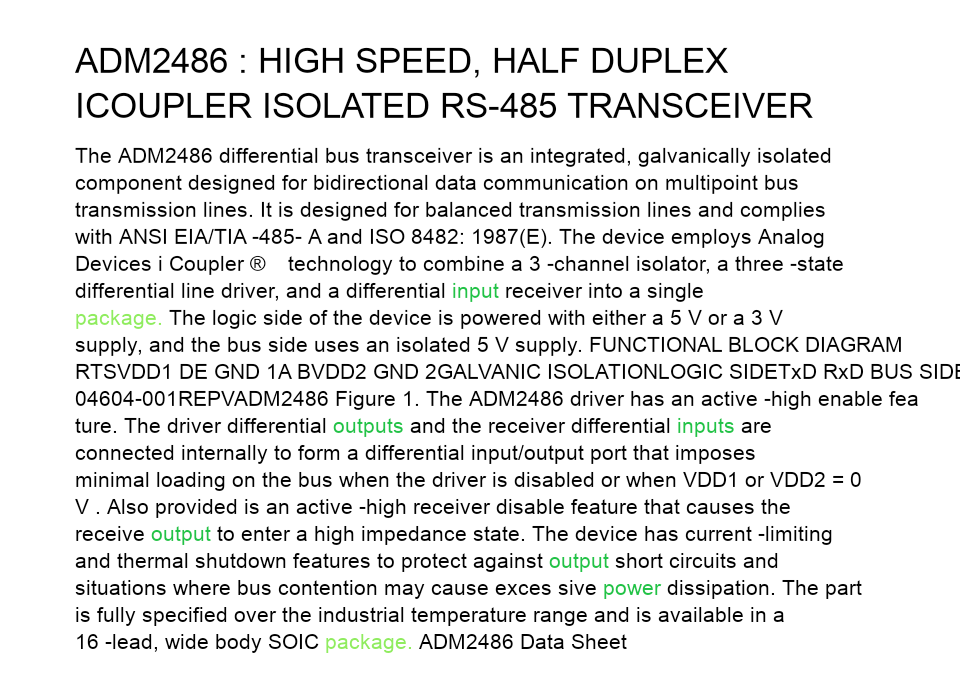 ADM2486 : HIGH SPEED, HALF DUPLEX
ICOUPLER ISOLATED RS-485 TRANSCEIVER
The ADM2486 differential bus transceiver is an integrated, galvanically isolated
component designed for bidirectional data communication on multipoint bus
transmission lines. It is designed for balanced transmission lines and complies
with ANSI EIA/TIA -485- A and ISO 8482: 1987(E). The device employs Analog
Devices i Coupler ® technology to combine a 3 -channel isolator, a three -state
differential line driver, and a differential input receiver into a single
package. The logic side of the device is powered with either a 5 V or a 3 V
supply, and the bus side uses an isolated 5 V supply. FUNCTIONAL BLOCK DIAGRAM
RTSVDD1 DE GND 1A BVDD2 GND 2GALVANIC ISOLATIONLOGIC SIDETxD RxD BUS SIDE
04604-001REPVADM2486 Figure 1. The ADM2486 driver has an active -high enable fea
ture. The driver differential outputs and the receiver differential inputs are
connected internally to form a differential input/output port that imposes
minimal loading on the bus when the driver is disabled or when VDD1 or VDD2 = 0
V . Also provided is an active -high receiver disable feature that causes the
receive output to enter a high impedance state. The device has current -limiting
and thermal shutdown features to protect against output short circuits and
situations where bus contention may cause exces sive power dissipation. The part
is fully specified over the industrial temperature range and is available in a
16 -lead, wide body SOIC package. ADM2486 Data Sheet